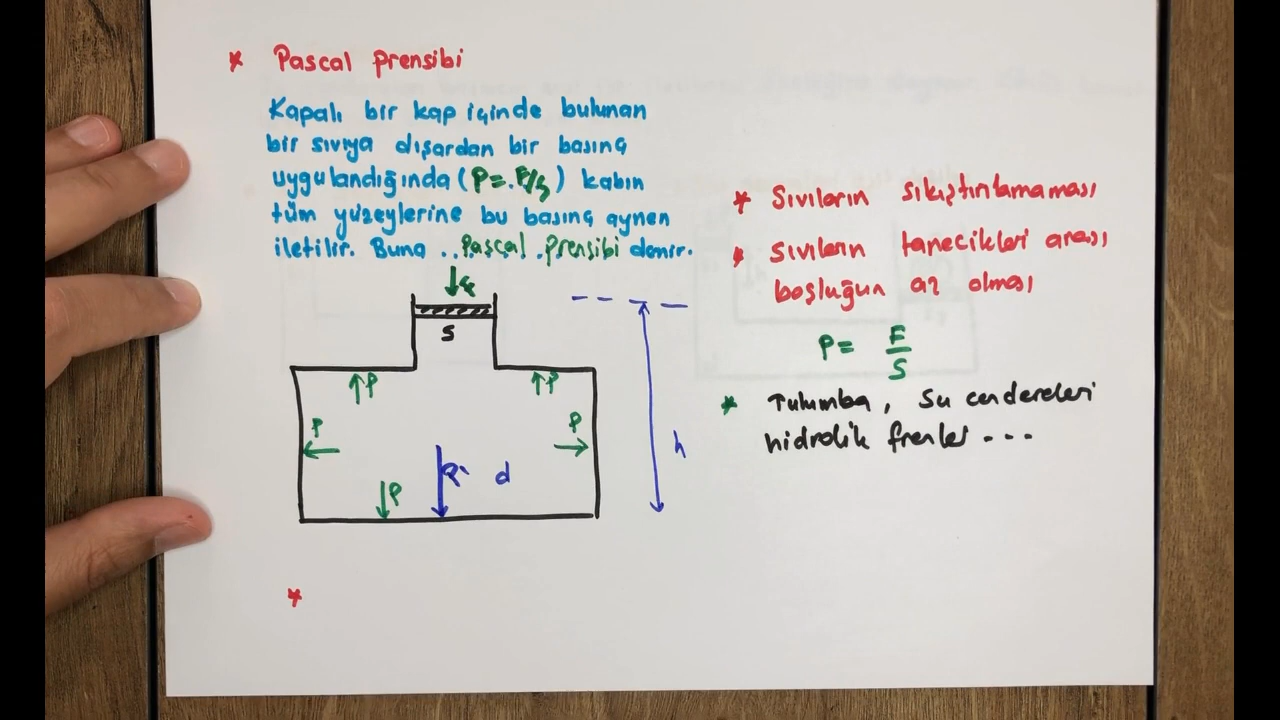 * Pascal prensibi
Kapalı bir kap içinde bulunan
bir sıvıya dışardan bir basınç
uygulandığında (P=.F/S) kabın
tüm yüzeylerine bu basınç aynen
iletilir. Buna ..Pascal.prensibi denir.
* Sıvıların sıkıştırılamaması
* Sıvıların tanecikleri arası
boşluğun az olması
P= F/S
* Tulumba, su cendereleri
hidrolik frenler...
S
P
P
P
P
P
d
h
*